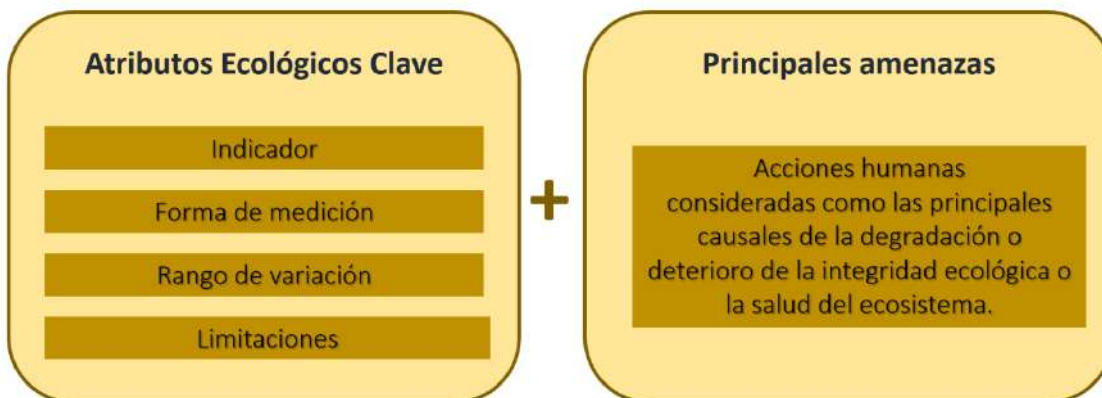 Atributos Ecológicos Clave
Indicador
Forma de medición
Rango de variación
Limitaciones
+
Principales amenazas
Acciones humanas
consideradas como las principales
causales de la degradación o
deterioro de la integridad ecológica o
la salud del ecosistema.